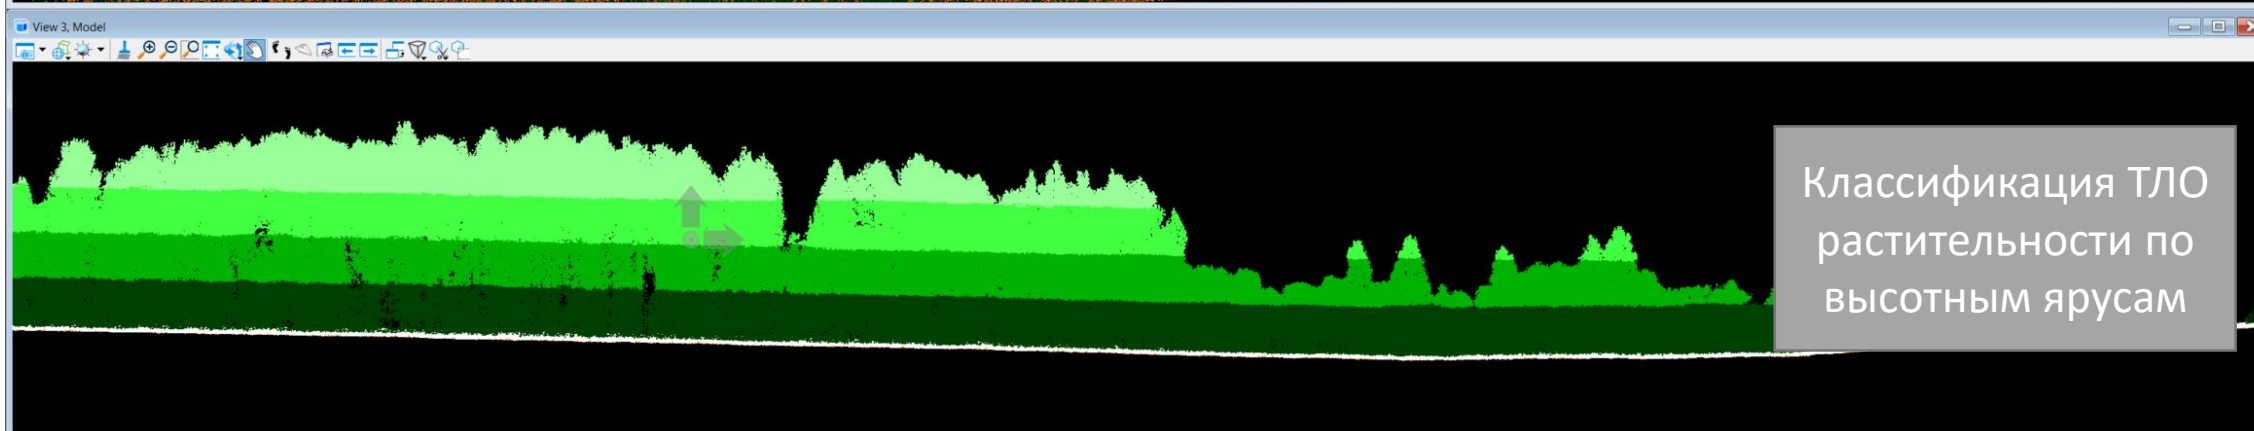 View 3, Model
Классификация ТЛО
растительности по
высотным ярусам